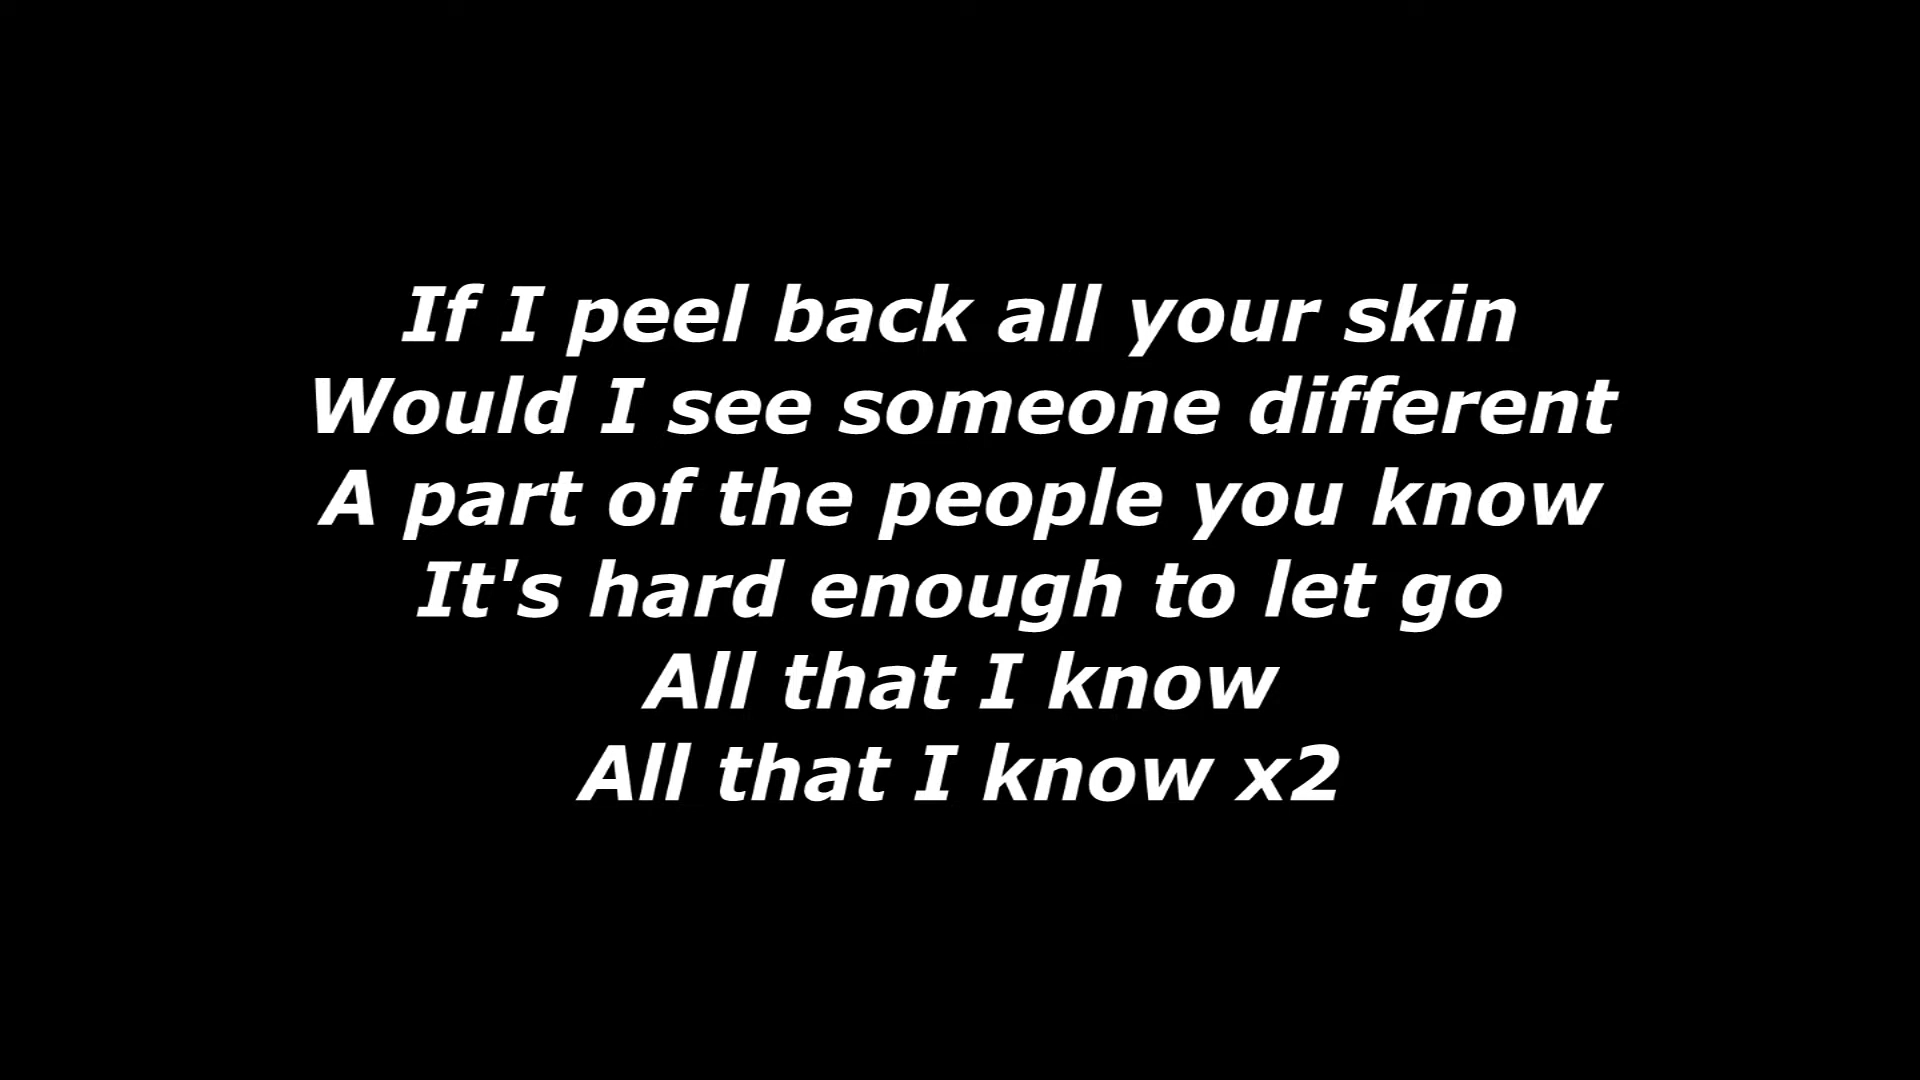 If I peel back all your skin
Would I see someone different
A part of the people you know
It's hard enough to let go
All that I know
All that I know x2